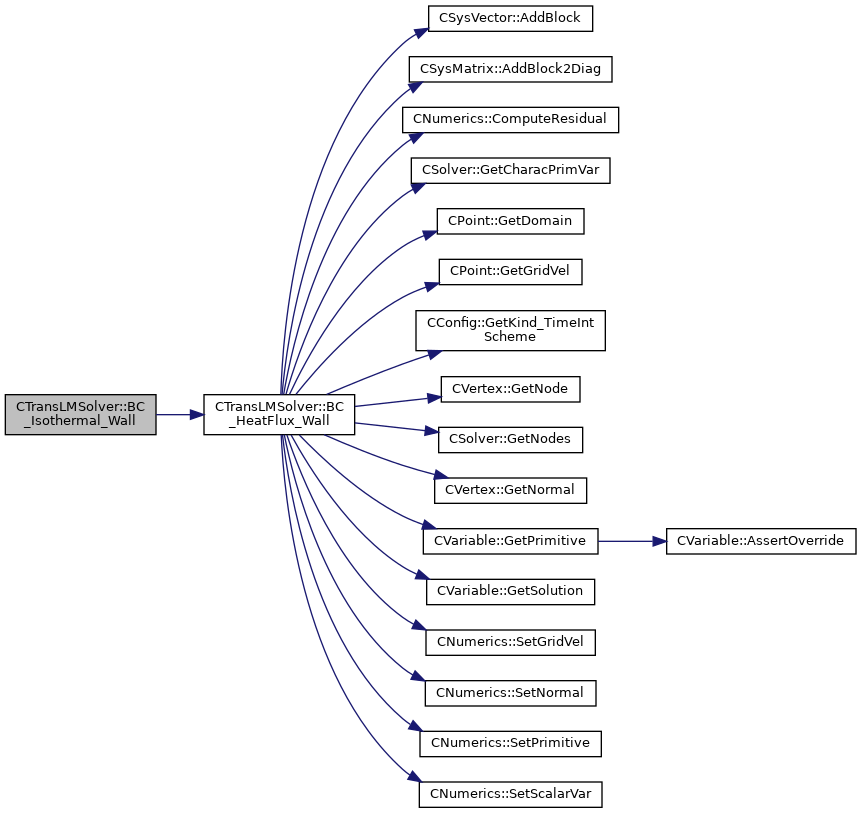 CTransLMSolver::BC
_Isothermal_Wall
CTransLMSolver::BC
_HeatFlux_Wall
CSysVector::AddBlock
CSysMatrix::AddBlock2Diag
CNumerics::ComputeResidual
CSolver::GetCharacPrimVar
CPoint::GetDomain
CPoint::GetGridVel
CConfig::GetKind_TimeInt
Scheme
CVertex::GetNode
CSolver::GetNodes
CVertex::GetNormal
CVariable::GetPrimitive
CVariable::AssertOverride
CVariable::GetSolution
CNumerics::SetGridVel
CNumerics::SetNormal
CNumerics::SetPrimitive
CNumerics::SetScalarVar